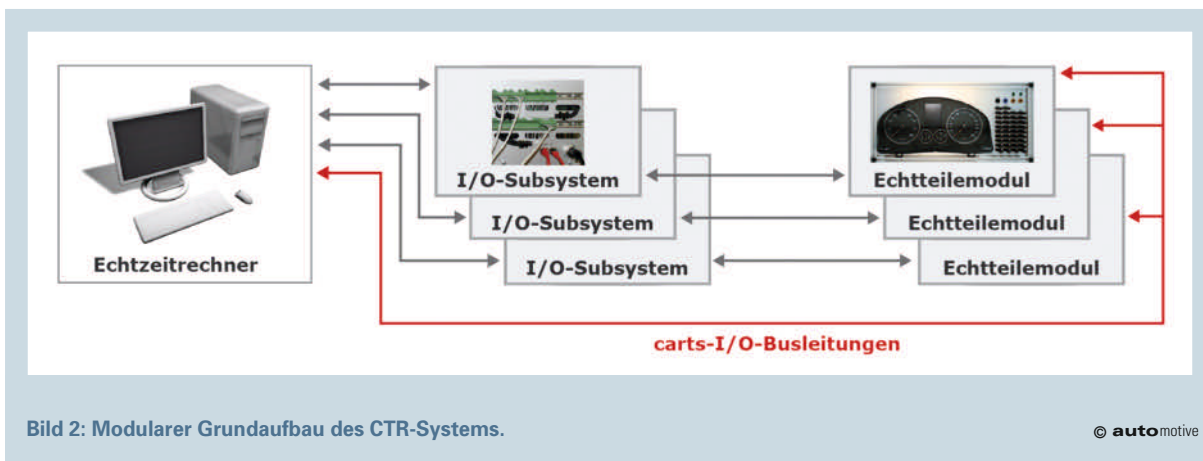 Echtzeitrechner
I/O-Subsystem
I/O-Subsystem
I/O-Subsystem
Echtteilemodul
Echtteilemodul
Echtteilemodul
carts-I/O-Busleitungen
Bild 2: Modularer Grundaufbau des CTR-Systems.
© automotive